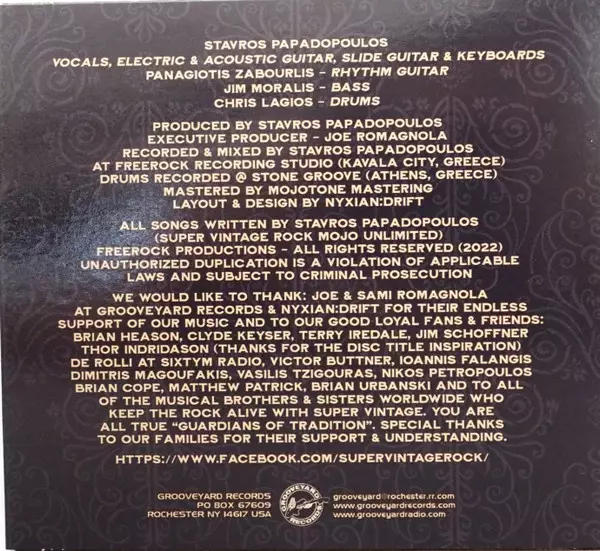 STAVROS PAPADOPOULOS
VOCALS, ELECTRIC & ACOUSTIC GUITAR, SLIDE GUITAR & KEYBOARDS
PANAGIOTIS ZABOURLIS – RHYTHM GUITAR
JIM MORALIS – BASS
CHRIS LAGIOS – DRUMS
PRODUCED BY STAVROS PAPADOPOULOS
EXECUTIVE PRODUCER – JOE ROMAGNOLA
RECORDED & MIXED BY STAVROS PAPADOPOULOS
AT FREEROCK RECORDING STUDIO (KAVALA CITY, GREECE)
DRUMS RECORDED @ STONE GROOVE (ATHENS, GREECE)
MASTERED BY MOJOTONE MASTERING
LAYOUT & DESIGN BY NYXIAN:DRIFT
ALL SONGS WRITTEN BY STAVROS PAPADOPOULOS
(SUPER VINTAGE ROCK MOJO UNLIMITED)
FREEROCK PRODUCTIONS – ALL RIGHTS RESERVED (2022)
UNAUTHORIZED DUPLICATION IS A VIOLATION OF APPLICABLE
LAWS AND SUBJECT TO CRIMINAL PROSECUTION
WE WOULD LIKE TO THANK: JOE & SAMI ROMAGNOLA
AT GROOVEYARD RECORDS & NYXIAN:DRIFT FOR THEIR ENDLESS
SUPPORT OF OUR MUSIC AND TO OUR GOOD LOYAL FANS & FRIENDS:
BRIAN HEASON, CLYDE KEYSER, TERRY IREDALE, JIM SCHOFFNER
THOR INDRIDASON (THANKS FOR THE DISC TITLE INSPIRATION)
DE ROLLI AT SIXTYM RADIO, VICTOR BUTTNER, IOANNIS FALANGIS
DIMITRIS MAGOUFAKIS, VASILIS TZIGOURAS, NIKOS PETROPOULOS
BRIAN COPE, MATTHEW PATRICK, BRIAN URBANSKI AND TO ALL
OF THE MUSICAL BROTHERS & SISTERS WORLDWIDE WHO
KEEP THE ROCK ALIVE WITH SUPER VINTAGE. YOU ARE
ALL TRUE "GUARDIANS OF TRADITION". SPECIAL THANKS
TO OUR FAMILIES FOR THEIR SUPPORT & UNDERSTANDING.
HTTPS://WWW.FACEBOOK.COM/SUPERVINTAGEROCK/
GROOVEYARD RECORDS
PO BOX 67609
ROCHESTER NY 14617 USA
GROOVEYARD RECORDS
grooveyard@rochester.rr.com
www.grooveyardrecords.com
www.grooveyardradio.com